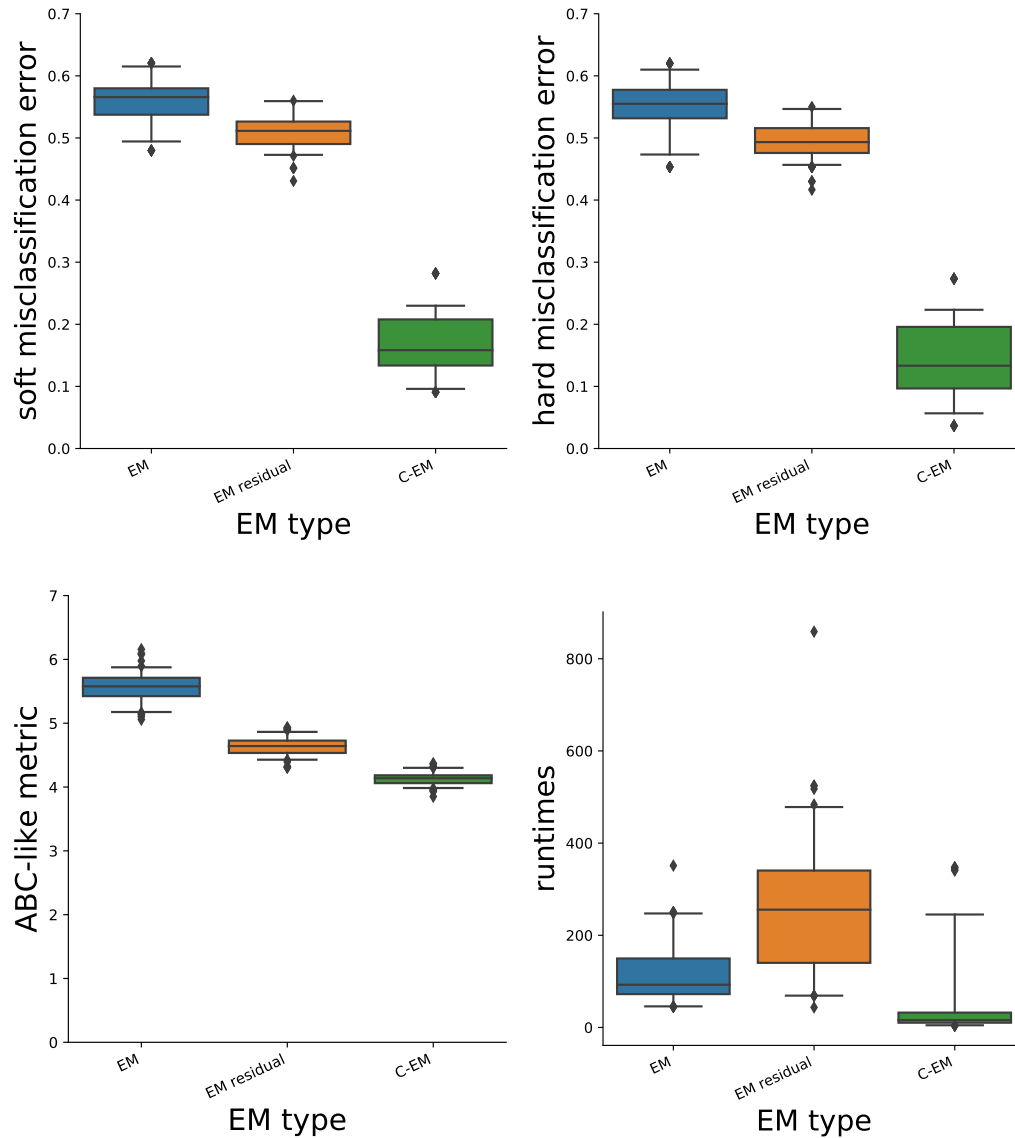 soft misclassification error
0.7
0.6
0.5
0.4
0.3
0.2
0.1
0.0
EM
EM residual
C-EM
EM type
hard misclassification error
0.7
0.6
0.5
0.4
0.3
0.2
0.1
0.0
EM
EM residual
C-EM
EM type
ABC-like metric
7
6
5
4
3
2
1
0
EM
EM residual
C-EM
EM type
runtimes
800
600
400
200
0
EM
EM residual
C-EM
EM type